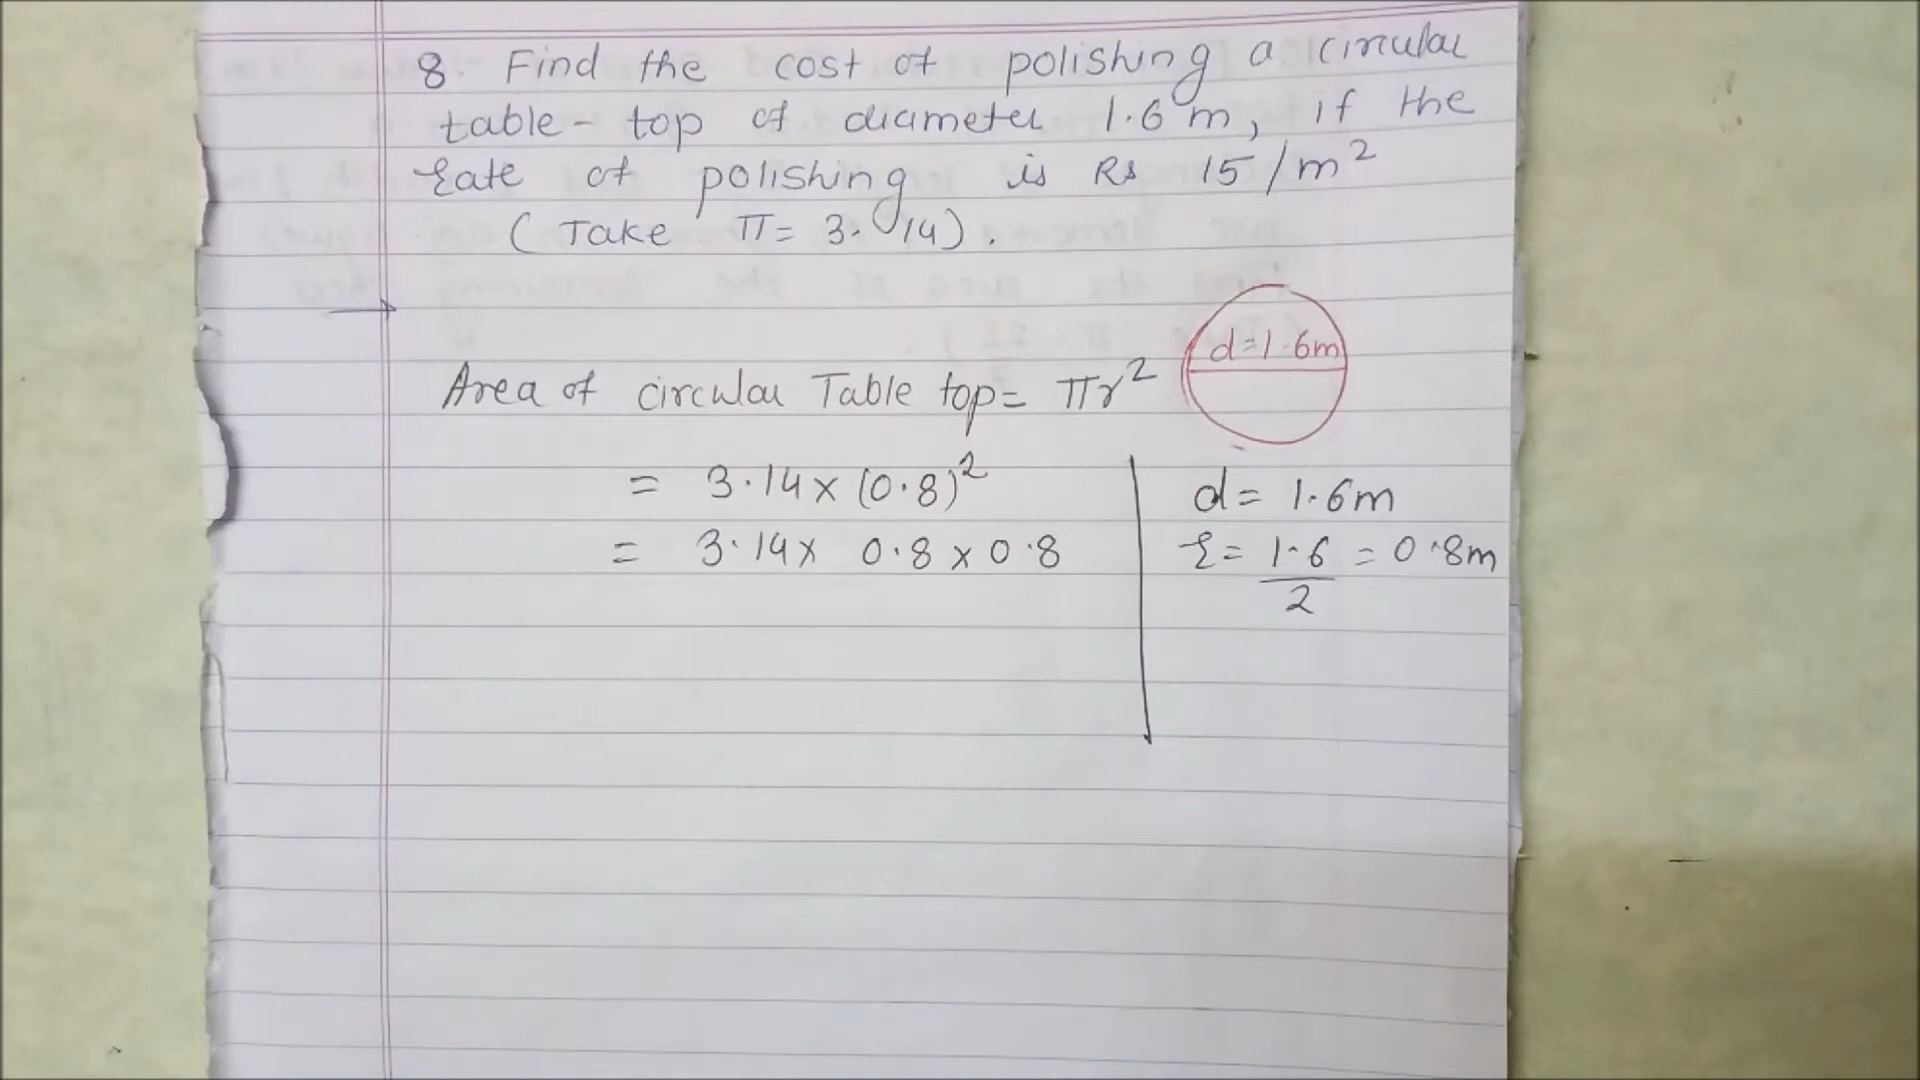 8. Find the cost of polishing a circular
table-top of diameter 1.6 m, if the
rate of polishing is Rs 15/m²
(Take π = 3.14).
d=1.6m
Area of circular Table top = πr²
= 3.14 × (0.8)²
= 3.14 × 0.8 × 0.8
d = 1.6m
r = 1.6/2 = 0.8m